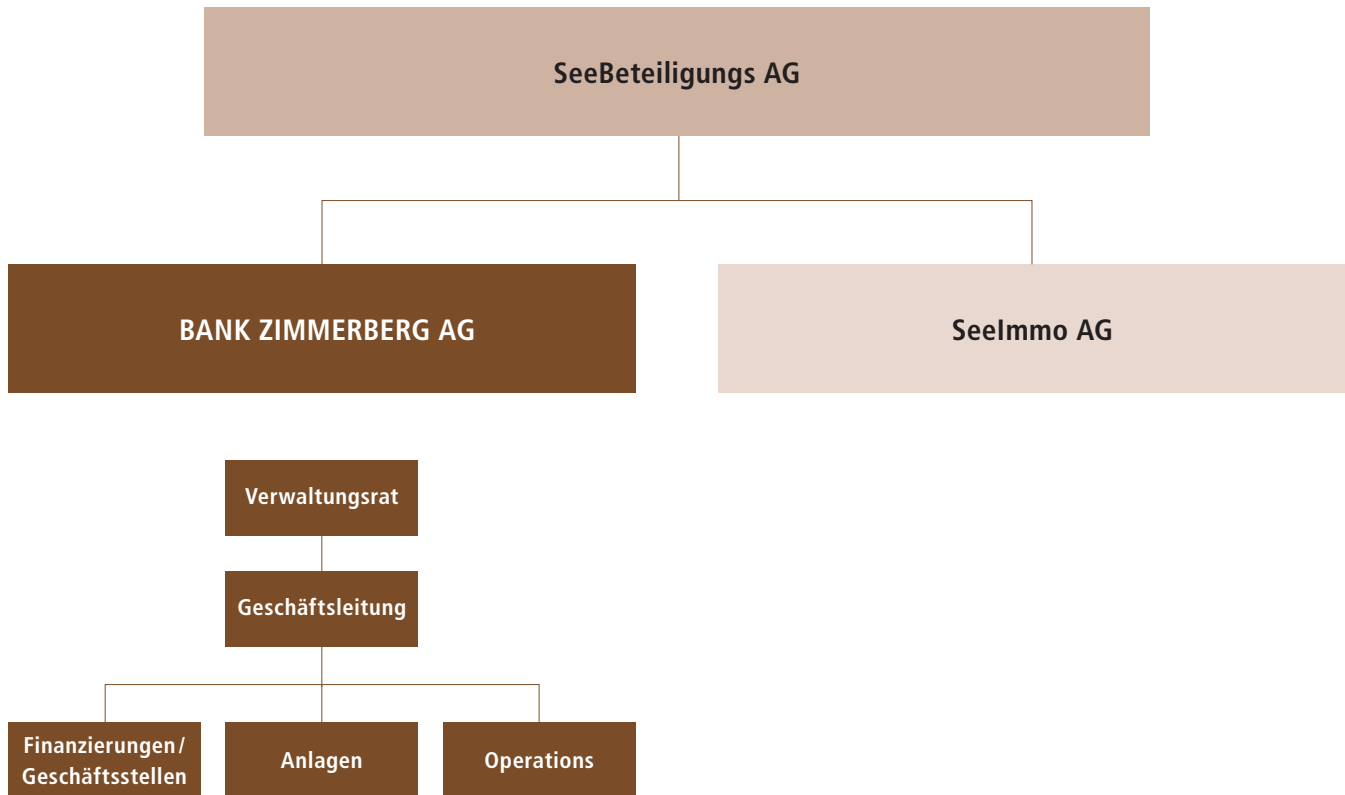 SeeBeteiligungs AG
BANK ZIMMERBERG AG
SeeImmo AG
Verwaltungsrat
Geschäftsleitung
Finanzierungen/
Geschäftsstellen
Anlagen
Operations